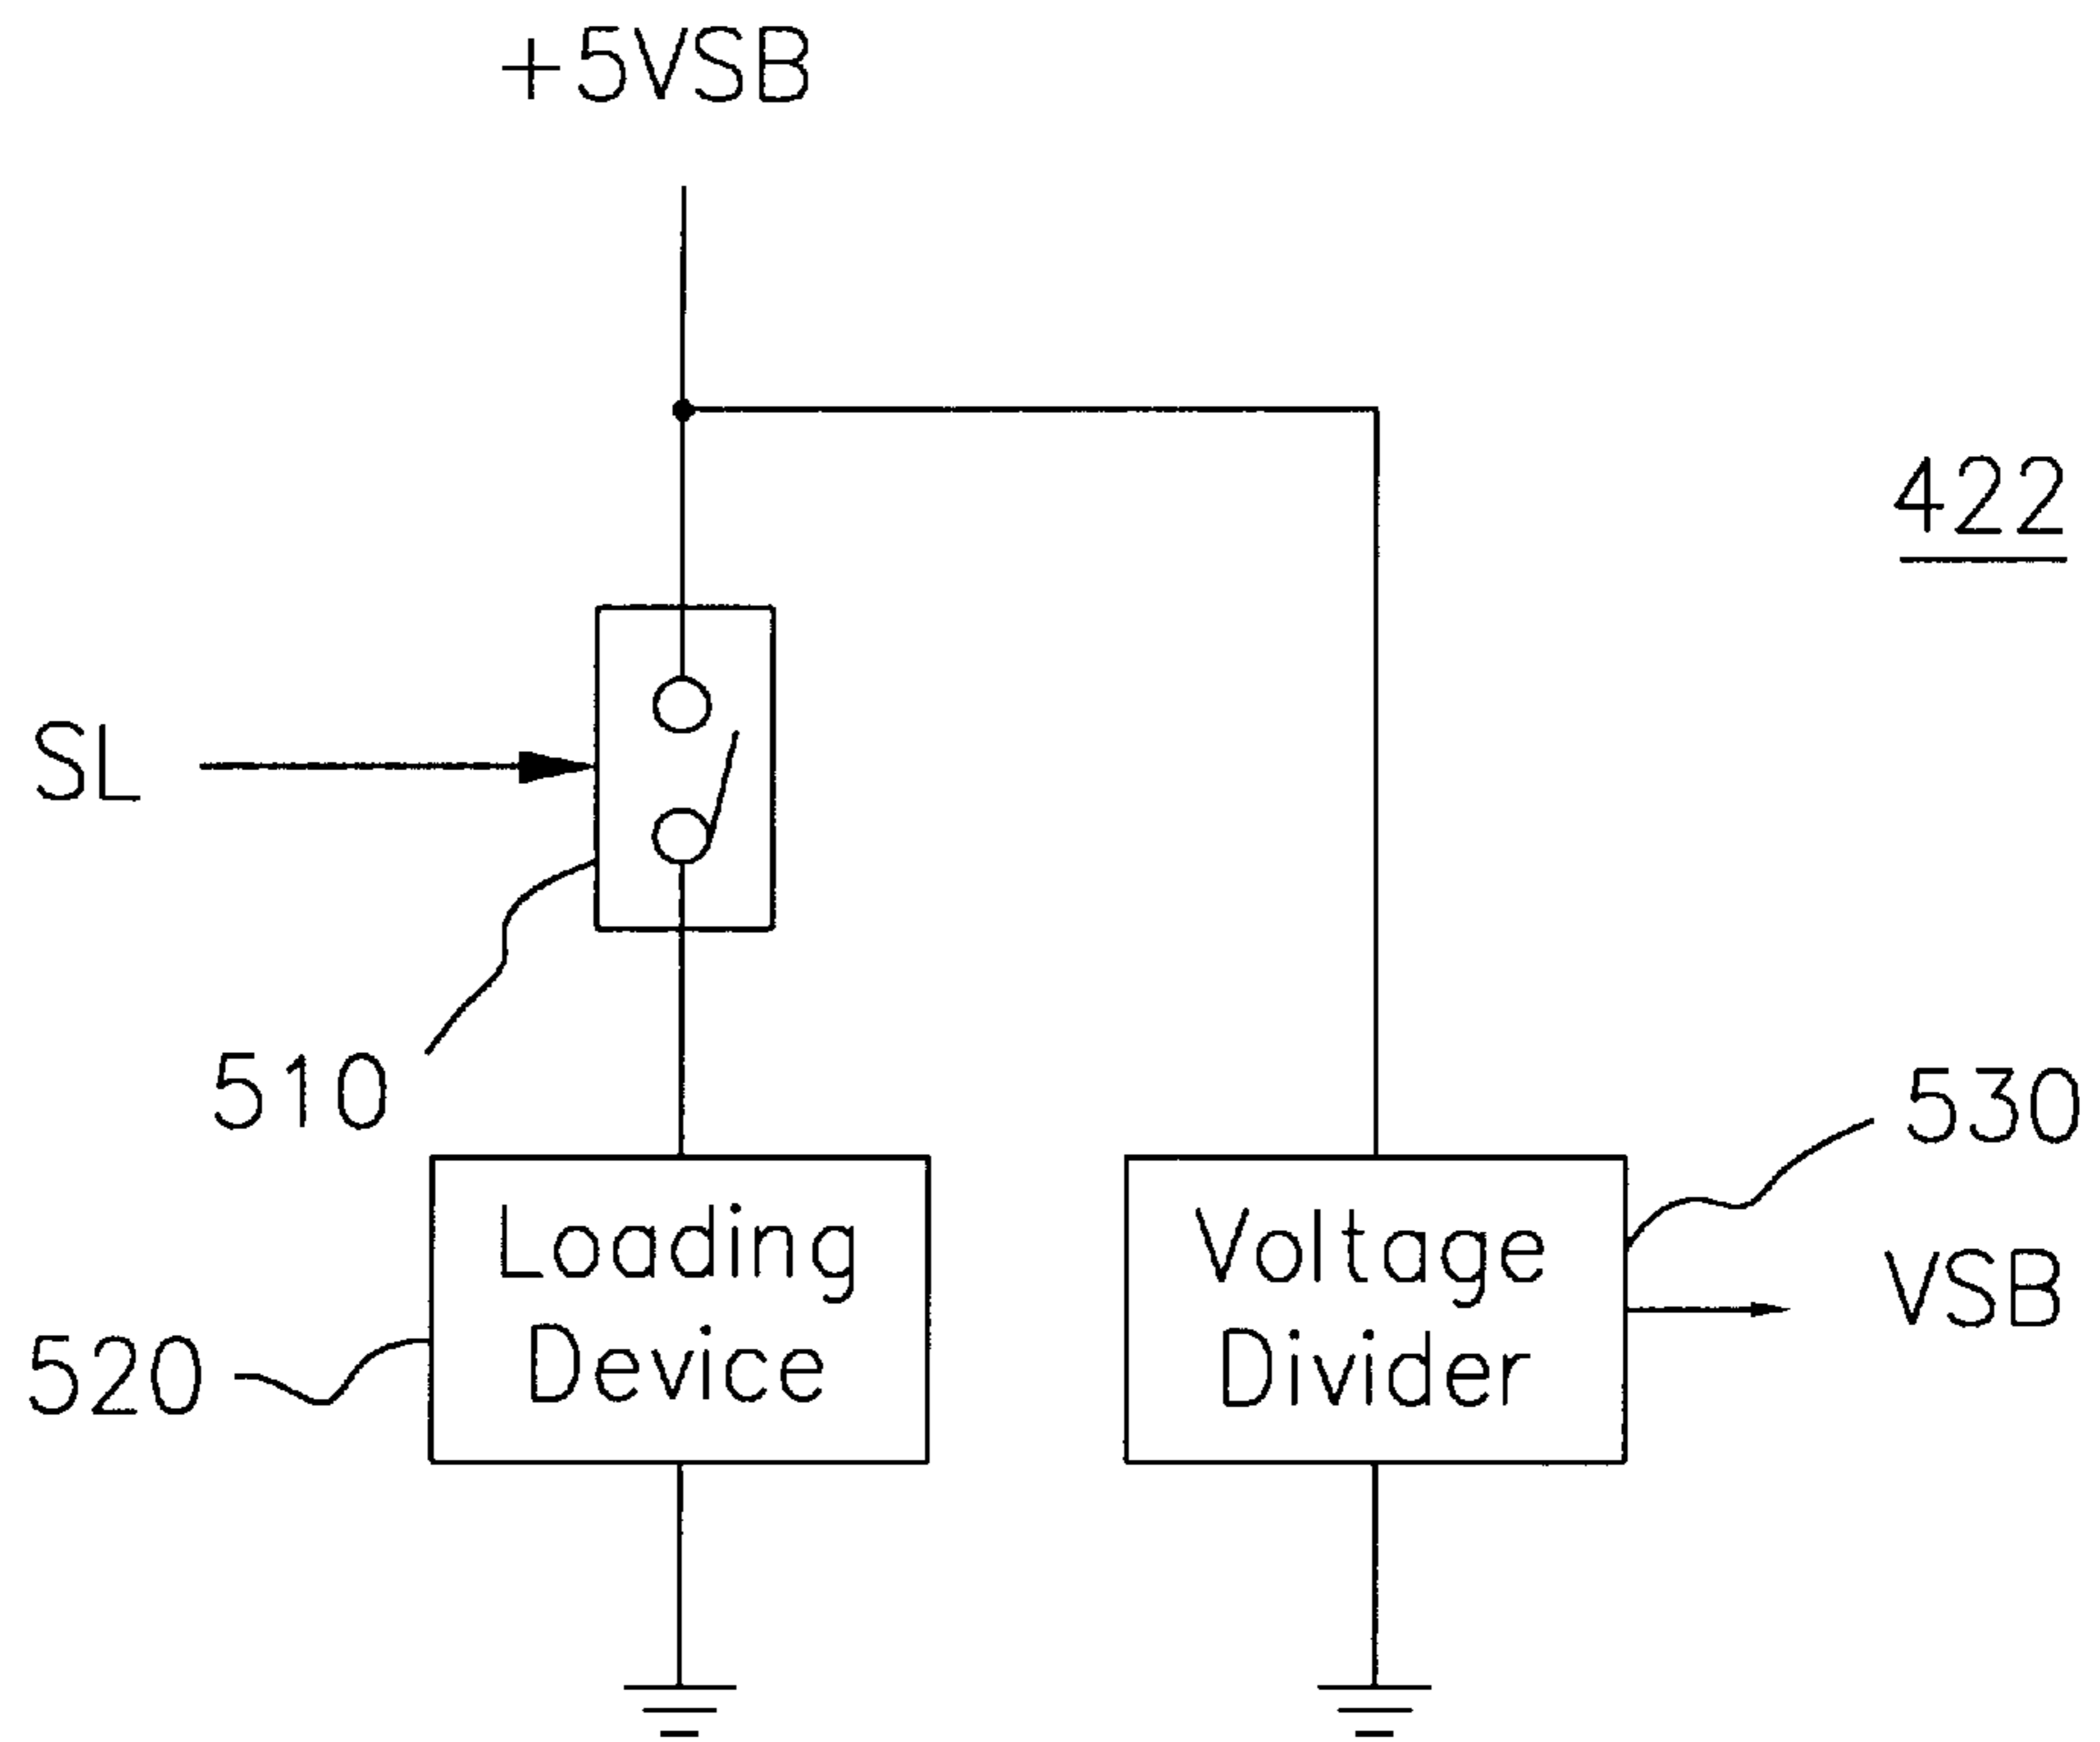 +5VSB
422
SL
510
530
Loading
Device
Voltage
Divider
VSB
520